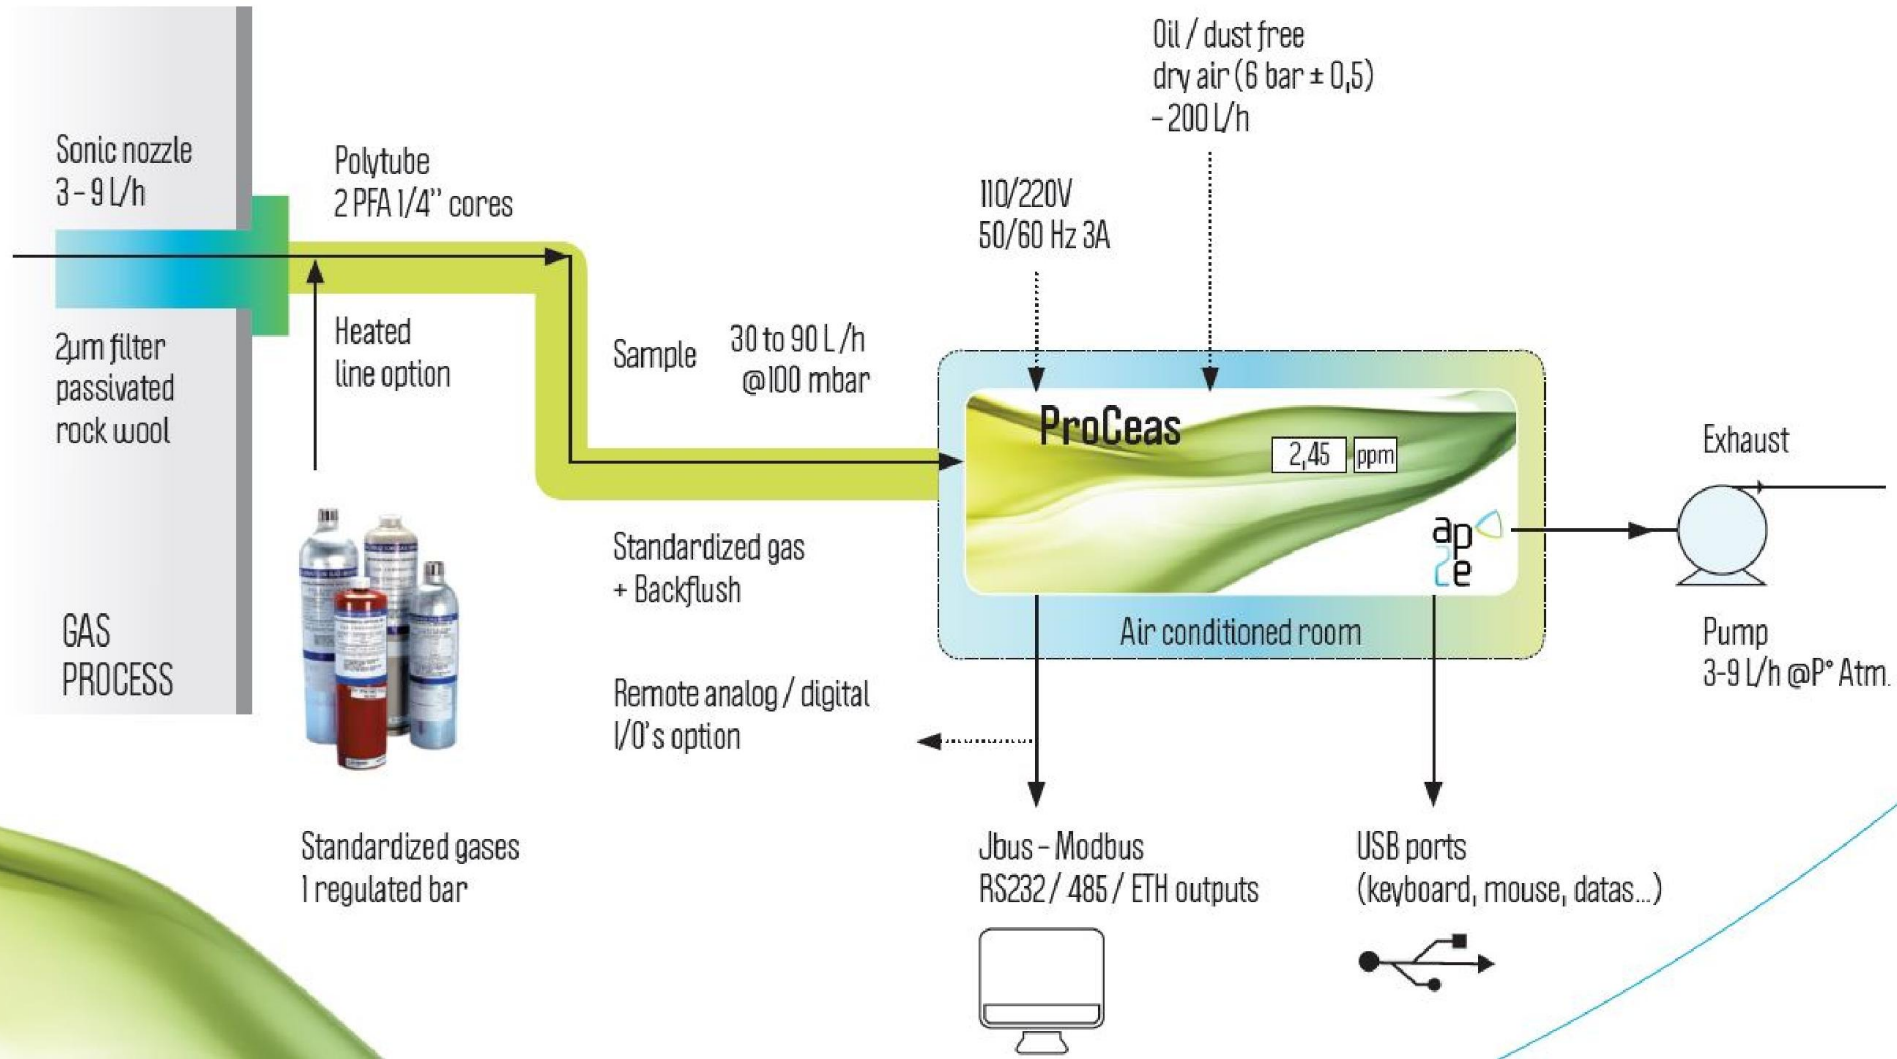 Oil / dust free
dry air (6 bar ± 0,5)
- 200 L/h
Sonic nozzle
3 - 9 L/h
Polytube
2 PFA 1/4” cores
110/220V
50/60 Hz 3A
2µm filter
passivated
rock wool
Heated
line option
Sample
30 to 90 L /h
@100 mbar
ProCeas
2,45 ppm
ap2e
Air conditioned room
Exhaust
Pump
3-9 L/h @P° Atm.
Standardized gas
+ Backflush
GAS
PROCESS
Remote analog / digital
I/O's option
Standardized gases
1 regulated bar
Jbus - Modbus
RS232 / 485 / ETH outputs
USB ports
(keyboard, mouse, datas...)